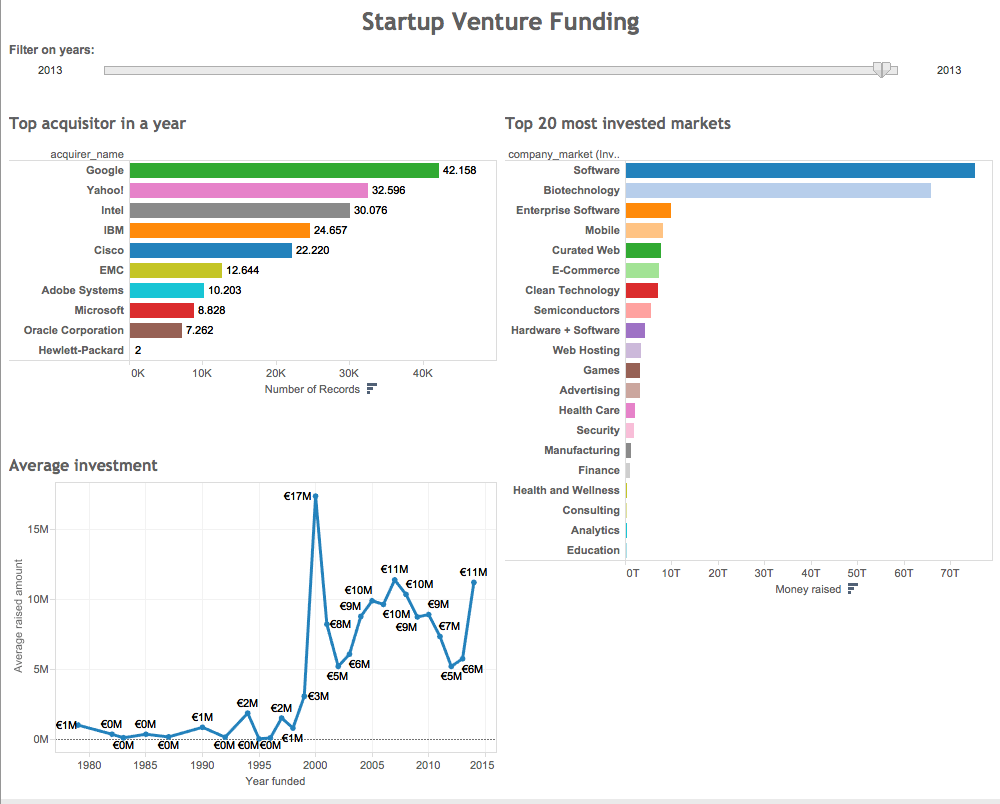 Startup Venture Funding
Filter on years:
2013 2013
Top acquisitor in a year
acquirer_name
Google 42.158
Yahoo! 32.596
Intel 30.076
IBM 24.657
Cisco 22.220
EMC 12.644
Adobe Systems 10.203
Microsoft 8.828
Oracle Corporation 7.262
Hewlett-Packard 2
0K 10K 20K 30K 40K
Number of Records
Top 20 most invested markets
company_market (Inv..
Software
Biotechnology
Enterprise Software
Mobile
Curated Web
E-Commerce
Clean Technology
Semiconductors
Hardware + Software
Web Hosting
Games
Advertising
Health Care
Security
Manufacturing
Finance
Health and Wellness
Consulting
Analytics
Education
0T 10T 20T 30T 40T 50T 60T 70T
Money raised
Average investment
Average raised amount
15M
10M
5M
0M
€1M €0M €0M €0M €0M €1M €0M €2M €0M €0M €2M €1M €3M €17M €8M €5M €6M €9M €10M €10M €11M €10M €9M €9M €7M €5M €6M €11M
1980 1985 1990 1995 2000 2005 2010 2015
Year funded